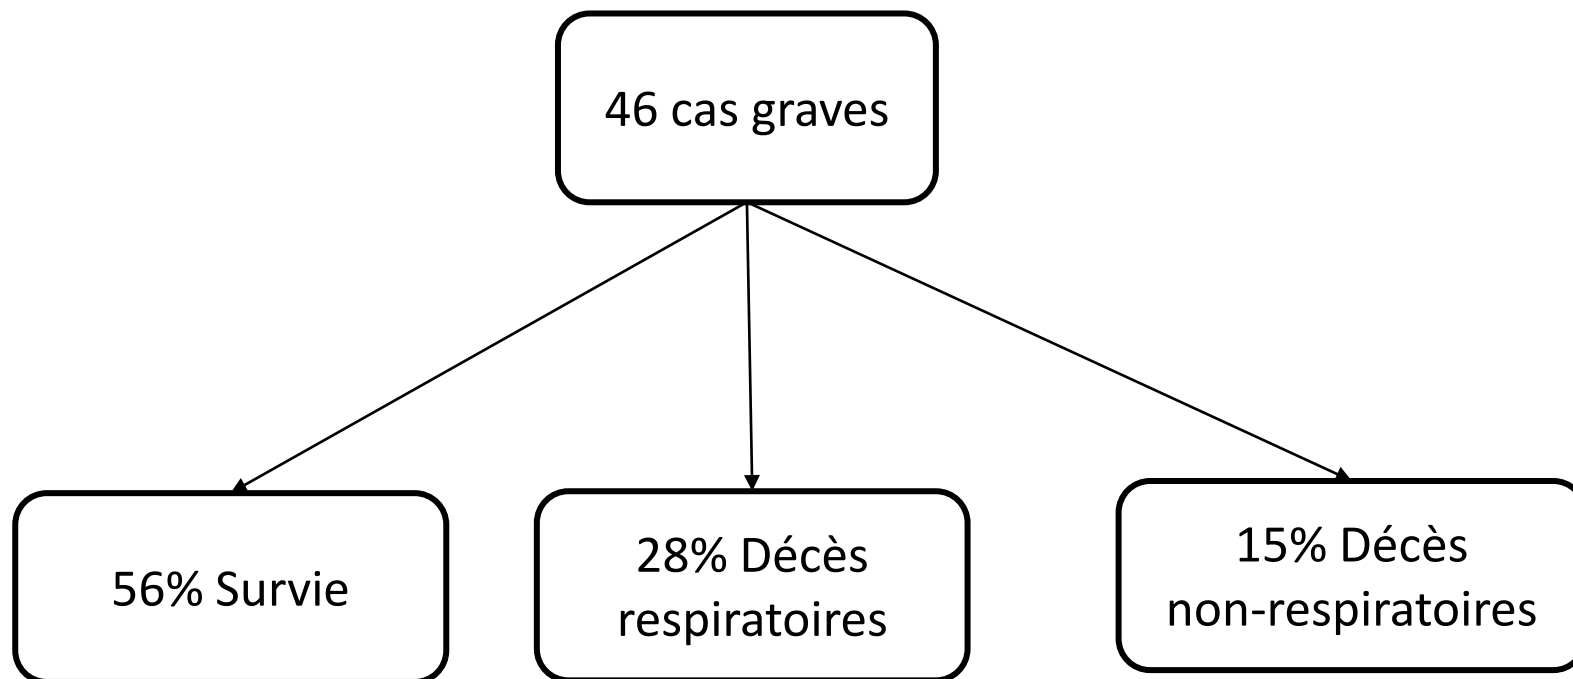 46 cas graves
56% Survie
28% Décès
respiratoires
15% Décès
non-respiratoires